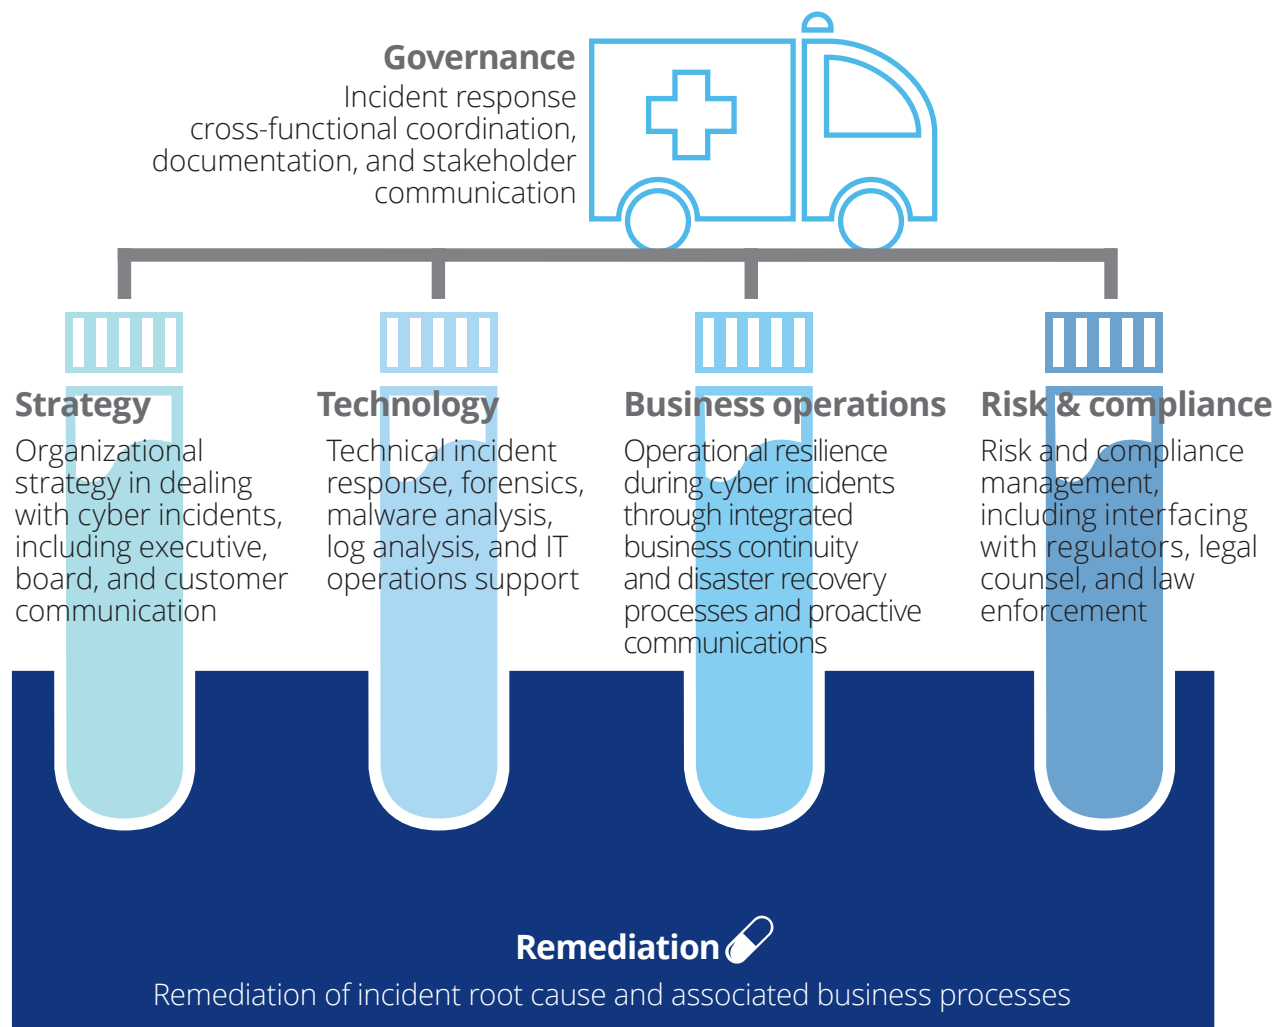 Governance
Incident response
cross-functional coordination,
documentation, and stakeholder
communication
Strategy
Organizational
strategy in dealing
with cyber incidents,
including executive,
board, and customer
communication
Technology
Technical incident
response, forensics,
malware analysis,
log analysis, and IT
operations support
Business operations
Operational resilience
during cyber incidents
through integrated
business continuity
and disaster recovery
processes and proactive
communications
Risk & compliance
Risk and compliance
management,
including interfacing
with regulators, legal
counsel, and law
enforcement
Remediation
Remediation of incident root cause and associated business processes